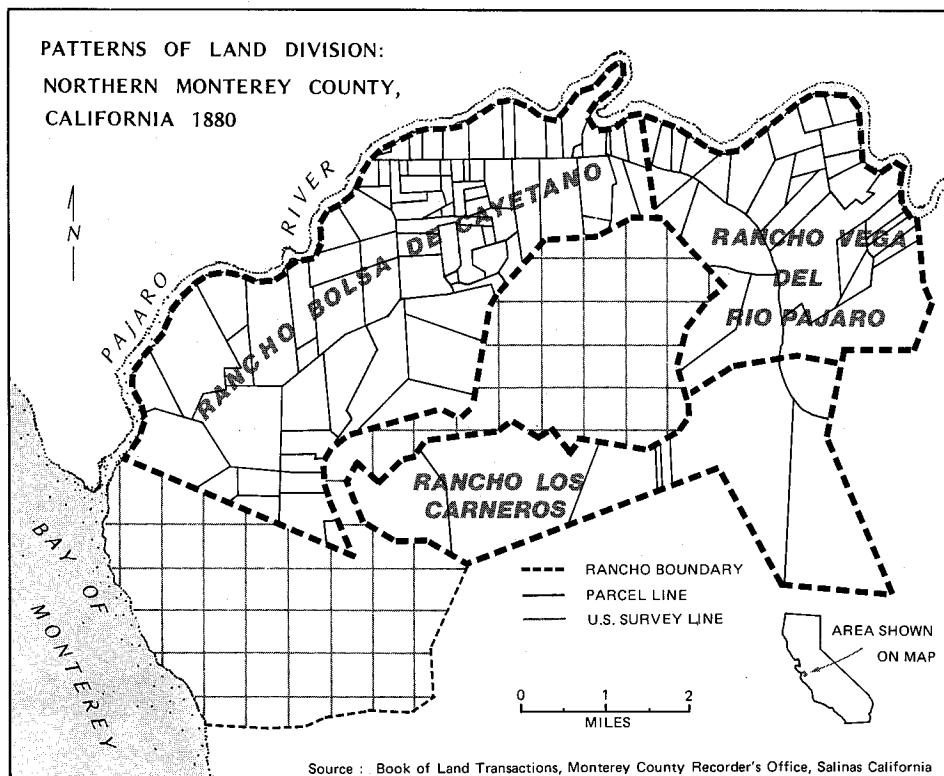 PATTERNS OF LAND DIVISION:
NORTHERN MONTEREY COUNTY,
CALIFORNIA 1880
N
PAJARO RIVER
RANCHO BOLSA DE CAYETANO
RANCHO VEGA
DEL
RIO PAJARO
RANCHO LOS
CARNEROS
BAY OF
MONTEREY
RANCHO BOUNDARY
PARCEL LINE
U.S. SURVEY LINE
AREA SHOWN
ON MAP
0 1 2
MILES
Source : Book of Land Transactions, Monterey County Recorder's Office, Salinas California